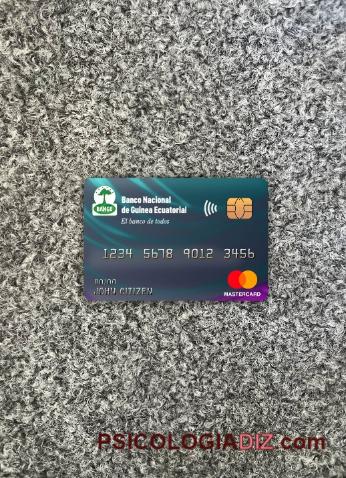 BANGE
Banco Nacional
de Guinea Ecuatorial
El banco de todos
1234 5678 9012 3456
00/00
JOHN CITIZEN
MASTERCARD
PSICOLOGIADIZ.com